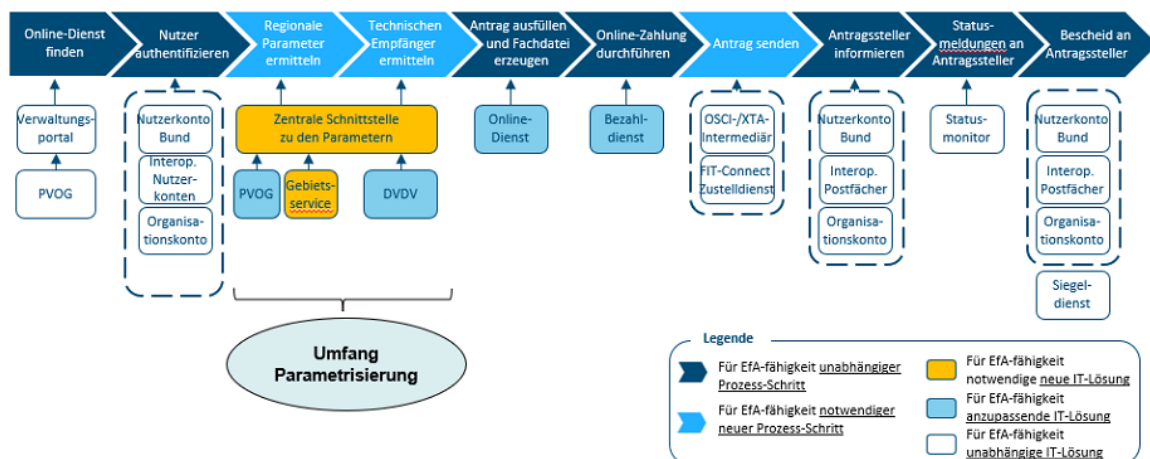 Online-Dienst
finden
Nutzer
authentifizieren
Regionale
Parameter
ermitteln
Technischen
Empfänger
ermitteln
Antrag ausfüllen
und Fachdatei
erzeugen
Online-Zahlung
durchführen
Antrag senden
Antragssteller
informieren
Status-
meldungen an
Antragssteller
Bescheid an
Antragssteller
Verwaltungs-
portal
PVOG
Nutzerkonto
Bund
Interop.
Nutzer-
konten
Organisa-
tionskonto
Zentrale Schnittstelle
zu den Parametern
PVOG
Gebiets-
service
DVDV
Online-
Dienst
Bezahl-
dienst
OSCI-/XTA-
Intermediär
FIT-Connect
Zustelldienst
Nutzerkonto
Bund
Interop.
Postfächer
Organisa-
tionskonto
Status-
monitor
Nutzerkonto
Bund
Interop.
Postfächer
Organisa-
tionskonto
Siegel-
dienst
Umfang
Parametrisierung
Legende
Für EfA-fähigkeit unabhängiger
Prozess-Schritt
Für EfA-fähigkeit notwendiger
neuer Prozess-Schritt
Für EfA-fähigkeit
notwendige neue IT-Lösung
Für EfA-fähigkeit
anzupassende IT-Lösung
Für EfA-fähigkeit
unabhängige IT-Lösung